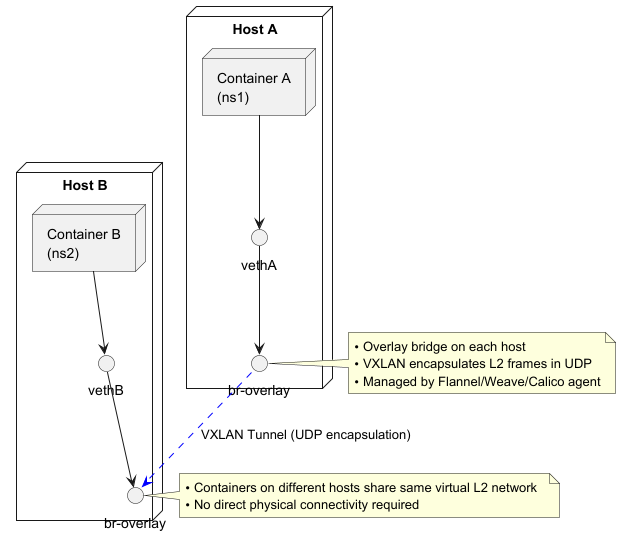 Host A
Container A
(ns1)
Host B
Container B
(ns2)
vethA
• Overlay bridge on each host
• VXLAN encapsulates L2 frames in UDP
• Managed by Flannel/Weave/Calico agent
vethB
br-overlay
VXLAN Tunnel (UDP encapsulation)
• Containers on different hosts share same virtual L2 network
• No direct physical connectivity required
br-overlay